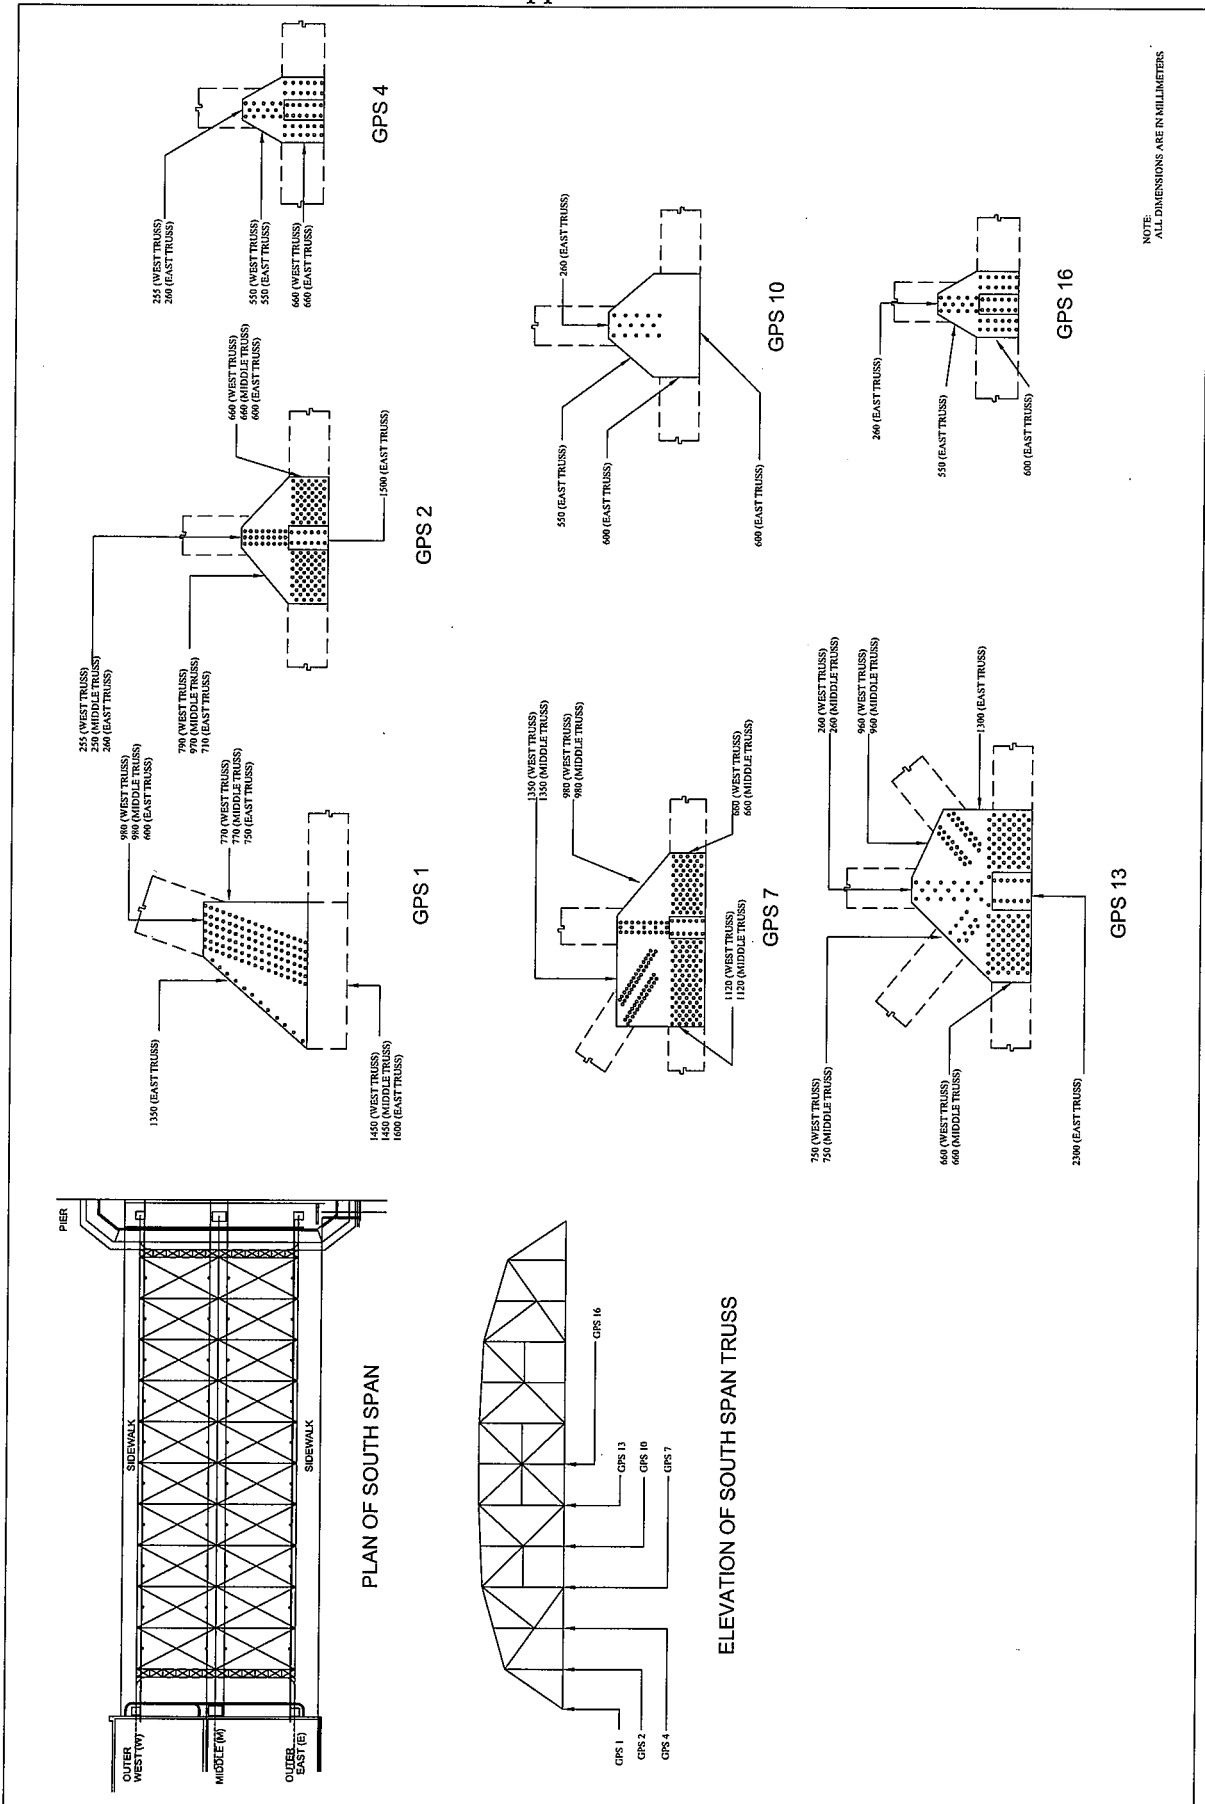 PLAN OF SOUTH SPAN
OUTER
WEST (W)
MIDDLE (M)
OUTER
EAST (E)
SIDEWALK
SIDEWALK
PIER
1350 (EAST TRUSS)
980 (WEST TRUSS)
980 (MIDDLE TRUSS)
600 (EAST TRUSS)
770 (WEST TRUSS)
770 (MIDDLE TRUSS)
750 (EAST TRUSS)
1450 (WEST TRUSS)
1450 (MIDDLE TRUSS)
1600 (EAST TRUSS)
GPS 1
255 (WEST TRUSS)
250 (MIDDLE TRUSS)
260 (EAST TRUSS)
790 (WEST TRUSS)
970 (MIDDLE TRUSS)
710 (EAST TRUSS)
660 (WEST TRUSS)
660 (MIDDLE TRUSS)
600 (EAST TRUSS)
1500 (EAST TRUSS)
GPS 2
255 (WEST TRUSS)
260 (EAST TRUSS)
550 (WEST TRUSS)
550 (EAST TRUSS)
660 (WEST TRUSS)
660 (EAST TRUSS)
GPS 4
GPS 1
GPS 2
GPS 4
GPS 7
GPS 10
GPS 13
GPS 16
ELEVATION OF SOUTH SPAN TRUSS
1350 (WEST TRUSS)
1350 (MIDDLE TRUSS)
980 (WEST TRUSS)
980 (MIDDLE TRUSS)
660 (WEST TRUSS)
660 (MIDDLE TRUSS)
1120 (WEST TRUSS)
1120 (MIDDLE TRUSS)
GPS 7
260 (EAST TRUSS)
550 (EAST TRUSS)
600 (EAST TRUSS)
600 (EAST TRUSS)
GPS 10
750 (WEST TRUSS)
750 (MIDDLE TRUSS)
260 (WEST TRUSS)
260 (MIDDLE TRUSS)
960 (WEST TRUSS)
960 (MIDDLE TRUSS)
1300 (EAST TRUSS)
660 (WEST TRUSS)
660 (MIDDLE TRUSS)
2300 (EAST TRUSS)
GPS 13
260 (EAST TRUSS)
550 (EAST TRUSS)
600 (EAST TRUSS)
GPS 16
NOTE:
ALL DIMENSIONS ARE IN MILLIMETERS